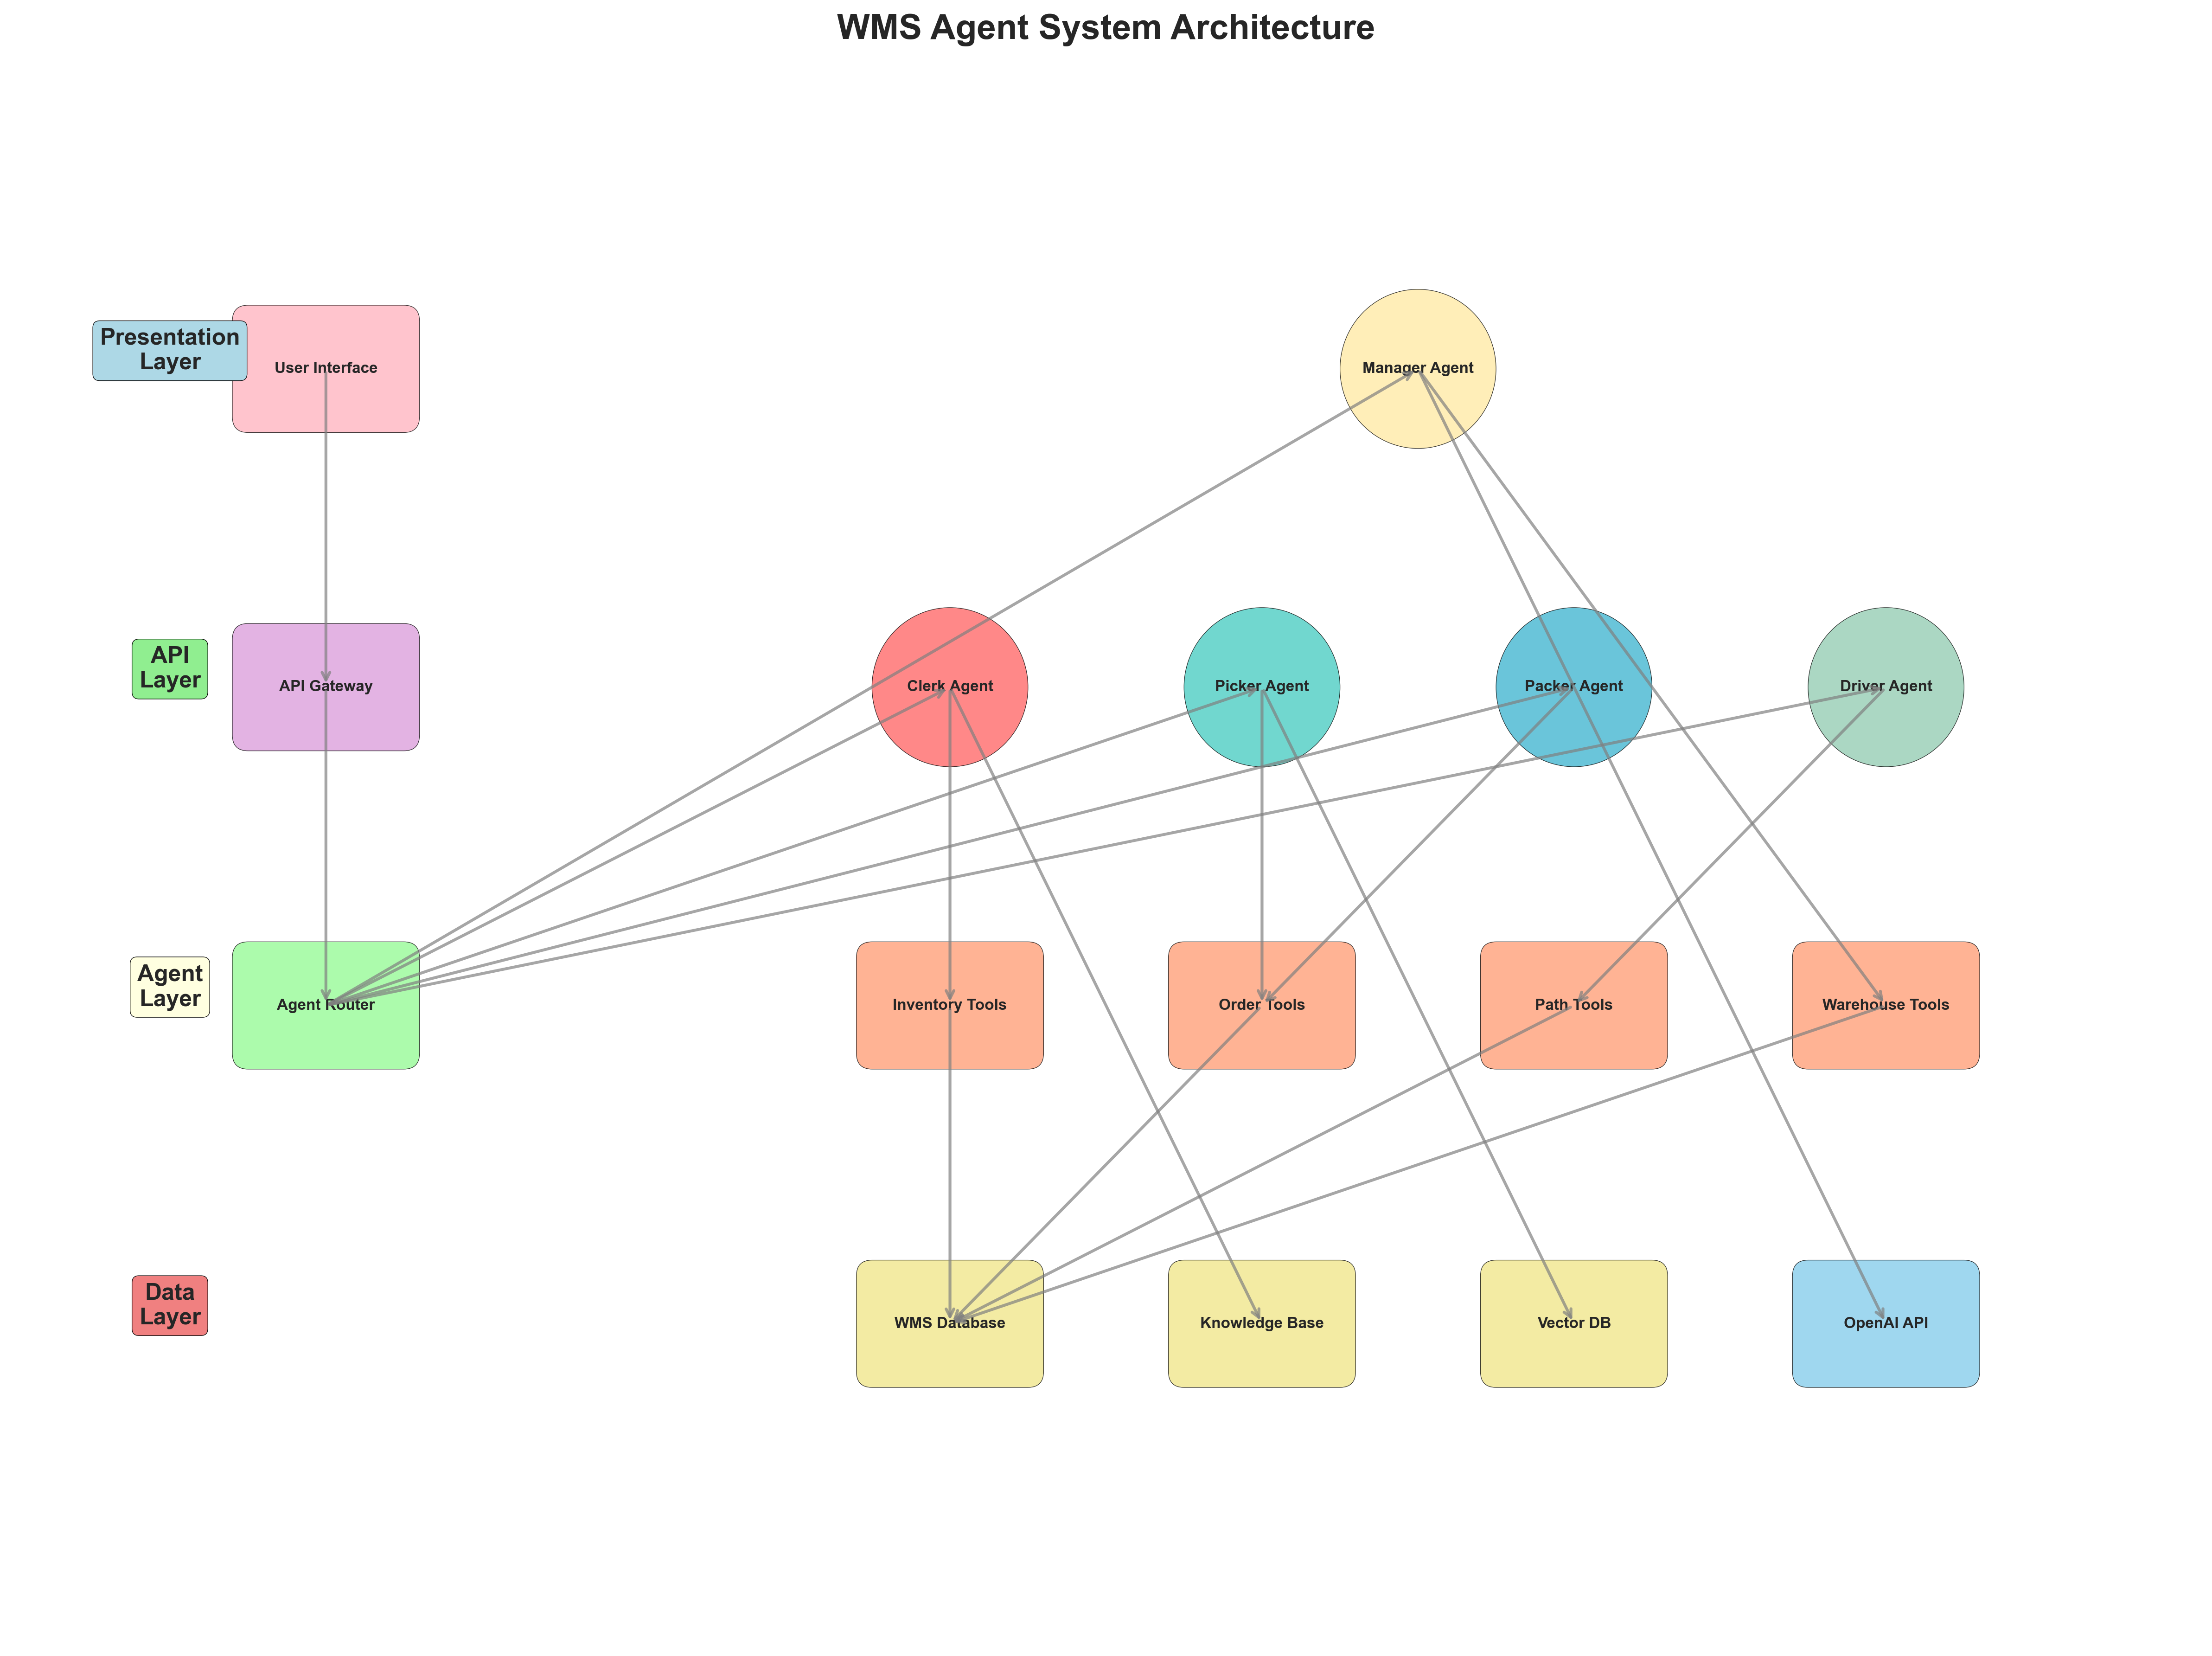 WMS Agent System Architecture
Presentation
Layer
User Interface
Manager Agent
API
Layer
API Gateway
Clerk Agent
Picker Agent
Packer Agent
Driver Agent
Agent
Layer
Agent Router
Inventory Tools
Order Tools
Path Tools
Warehouse Tools
Data
Layer
WMS Database
Knowledge Base
Vector DB
OpenAI API